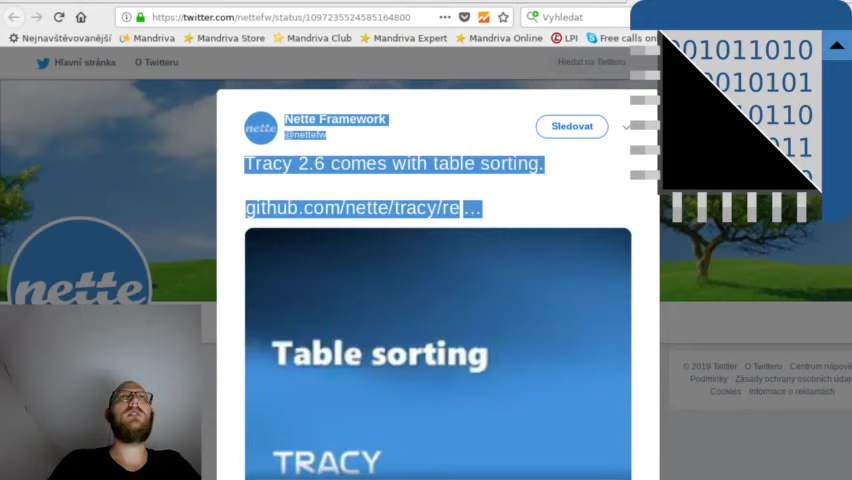 https://twitter.com/nettefw/status/1097235524585164800
Vyhledat
Nejnavštěvovanější
Mandriva
Mandriva Store
Mandriva Club
Mandriva Expert
Mandriva Online
LPI
Free calls on
Hlavní stránka
O Twitteru
Hledat na Twitteru
001011010
010101
0110
11
Nette Framework
@nettefw
Sledovat
Tracy 2.6 comes with table sorting.
github.com/nette/tracy/re…
nette
nette
Table sorting
TRACY
© 2019 Twitter O Twitteru Centrum nápově
Podmínky Zásady ochrany osobních údaj
Cookies Informace o reklamách